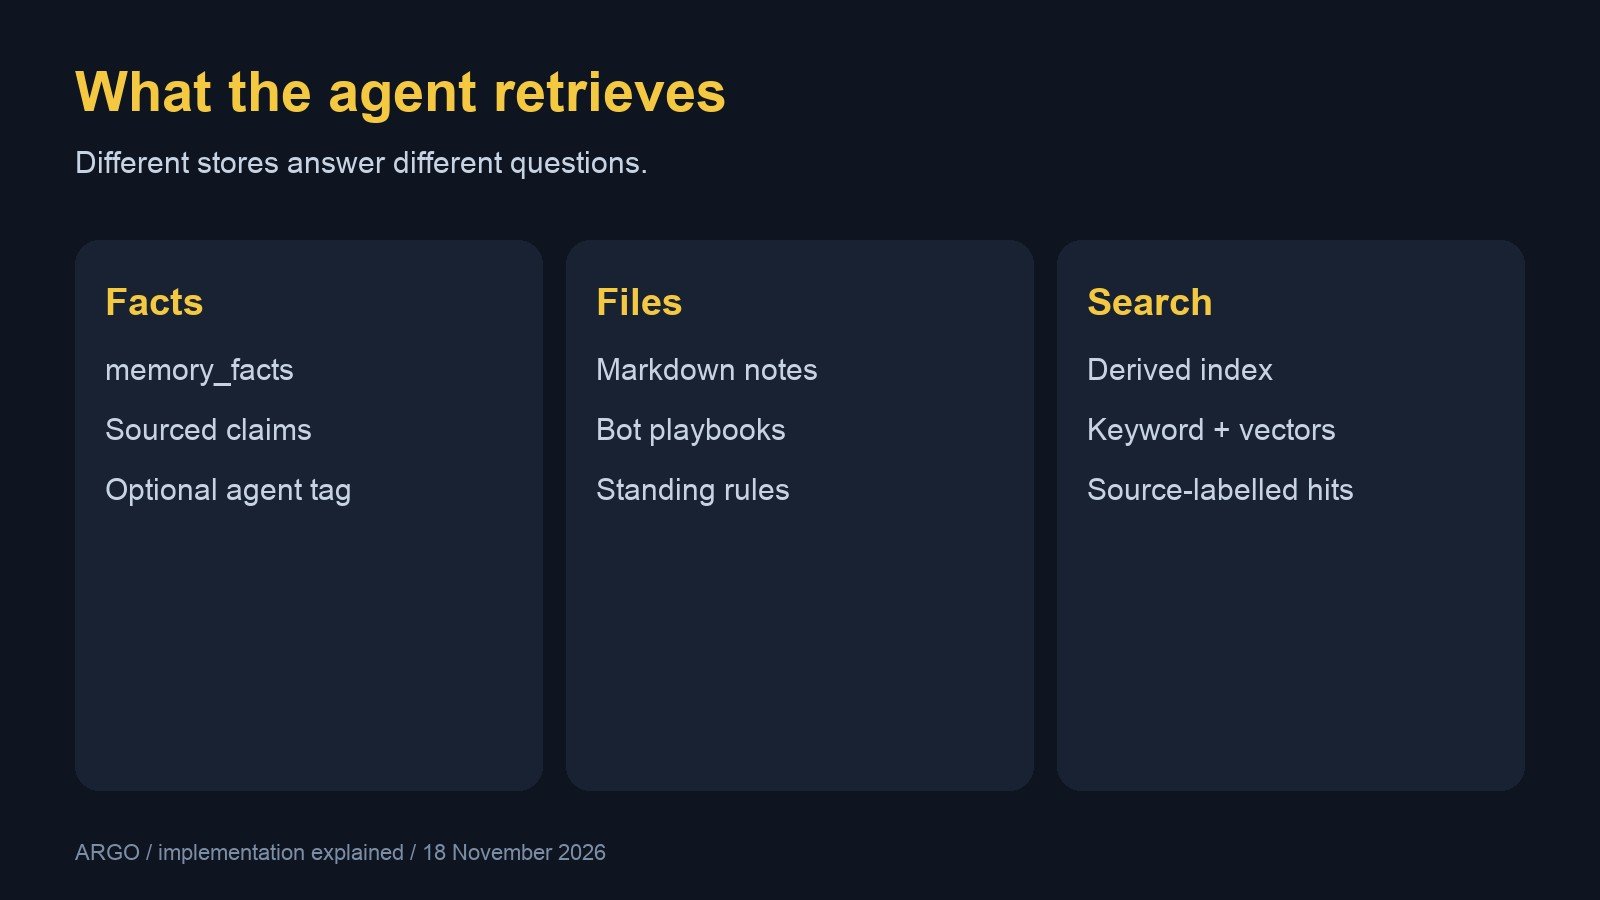 What the agent retrieves
Different stores answer different questions.
Facts
memory_facts
Sourced claims
Optional agent tag
Files
Markdown notes
Bot playbooks
Standing rules
Search
Derived index
Keyword + vectors
Source-labelled hits
ARGO / implementation explained / 18 November 2026